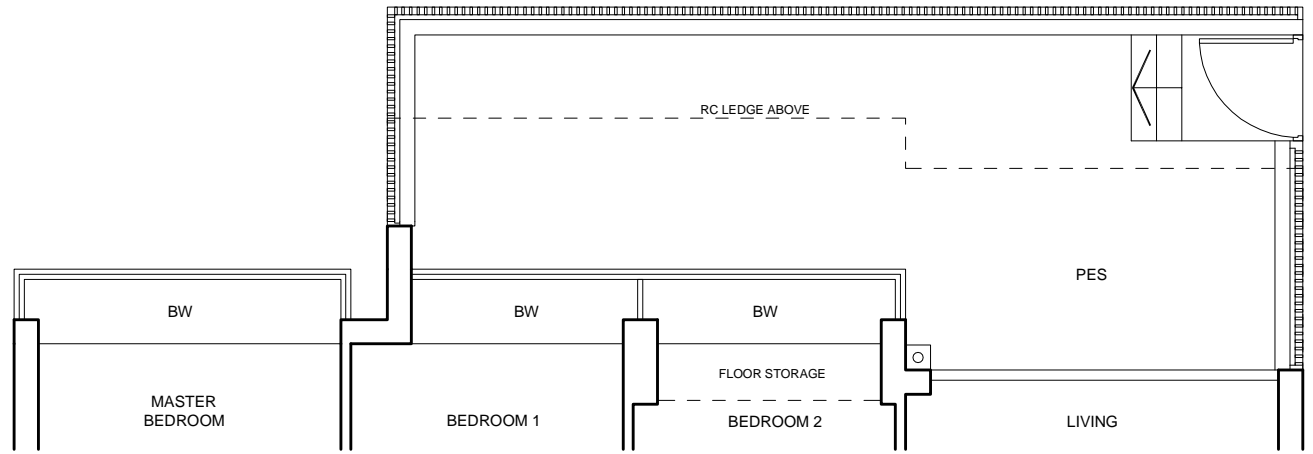 RC LEDGE ABOVE
PES
BW
BW
BW
FLOOR STORAGE
MASTER
BEDROOM
BEDROOM 1
BEDROOM 2
LIVING